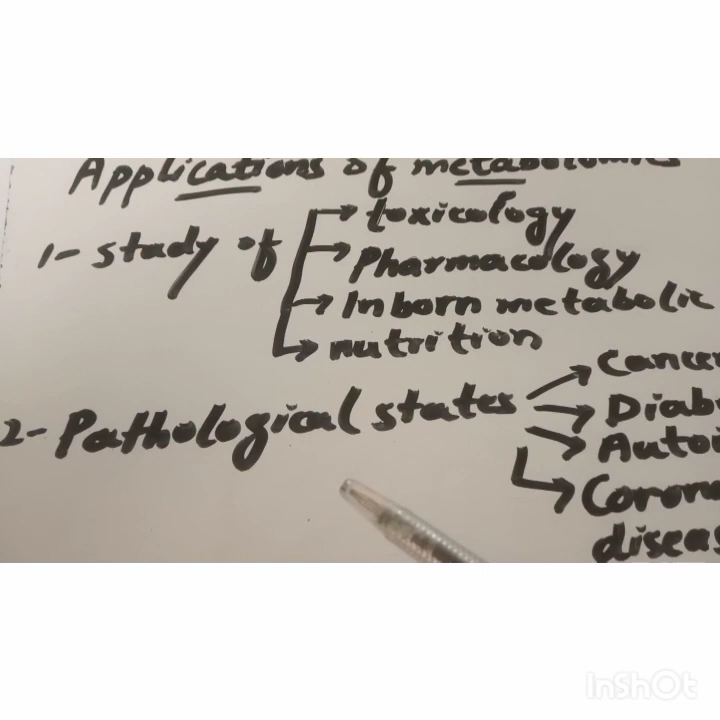 Applications of metabolomics
1- study of
toxicology
Pharmacology
Inborn metabolic
nutrition
2- Pathological states
Cancer
Diab
Autoi
Coron
diseas
InShOt